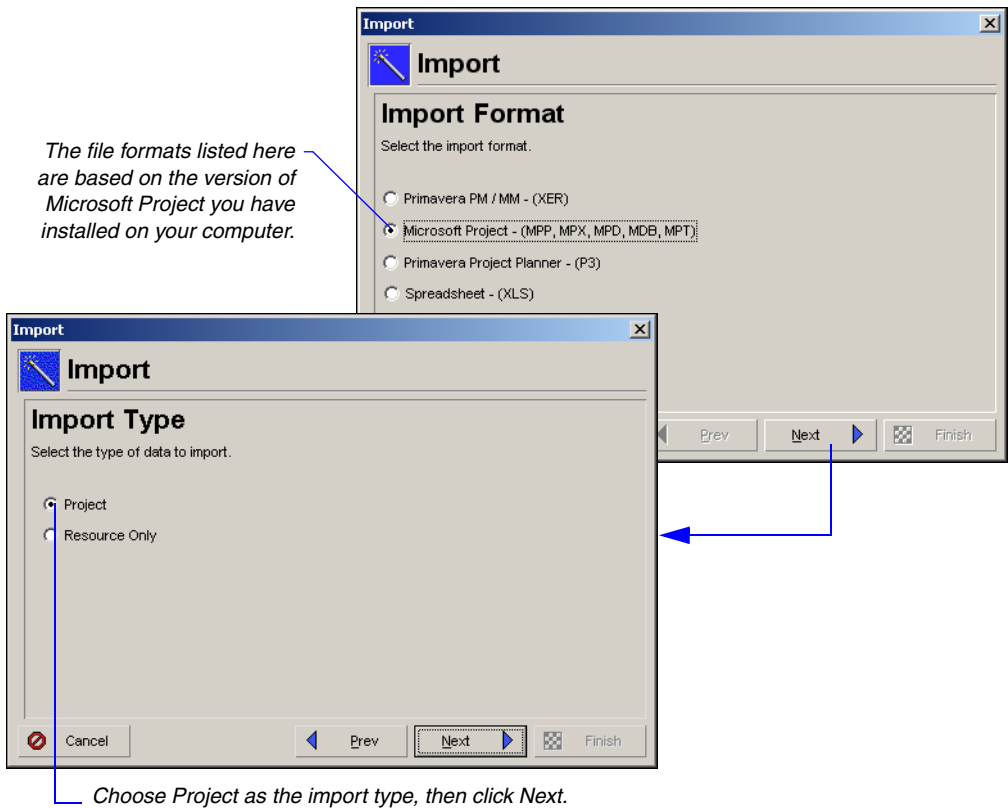 Import
Import
Import Format
Select the import format.
The file formats listed here
are based on the version of
Microsoft Project you have
installed on your computer.
Primavera PM / MM - (XER)
Microsoft Project - (MPP, MPX, MPD, MDB, MPT)
Primavera Project Planner - (P3)
Spreadsheet - (XLS)
Prev
Next
Finish
Import
Import
Import Type
Select the type of data to import.
Project
Resource Only
Cancel
Prev
Next
Finish
Choose Project as the import type, then click Next.